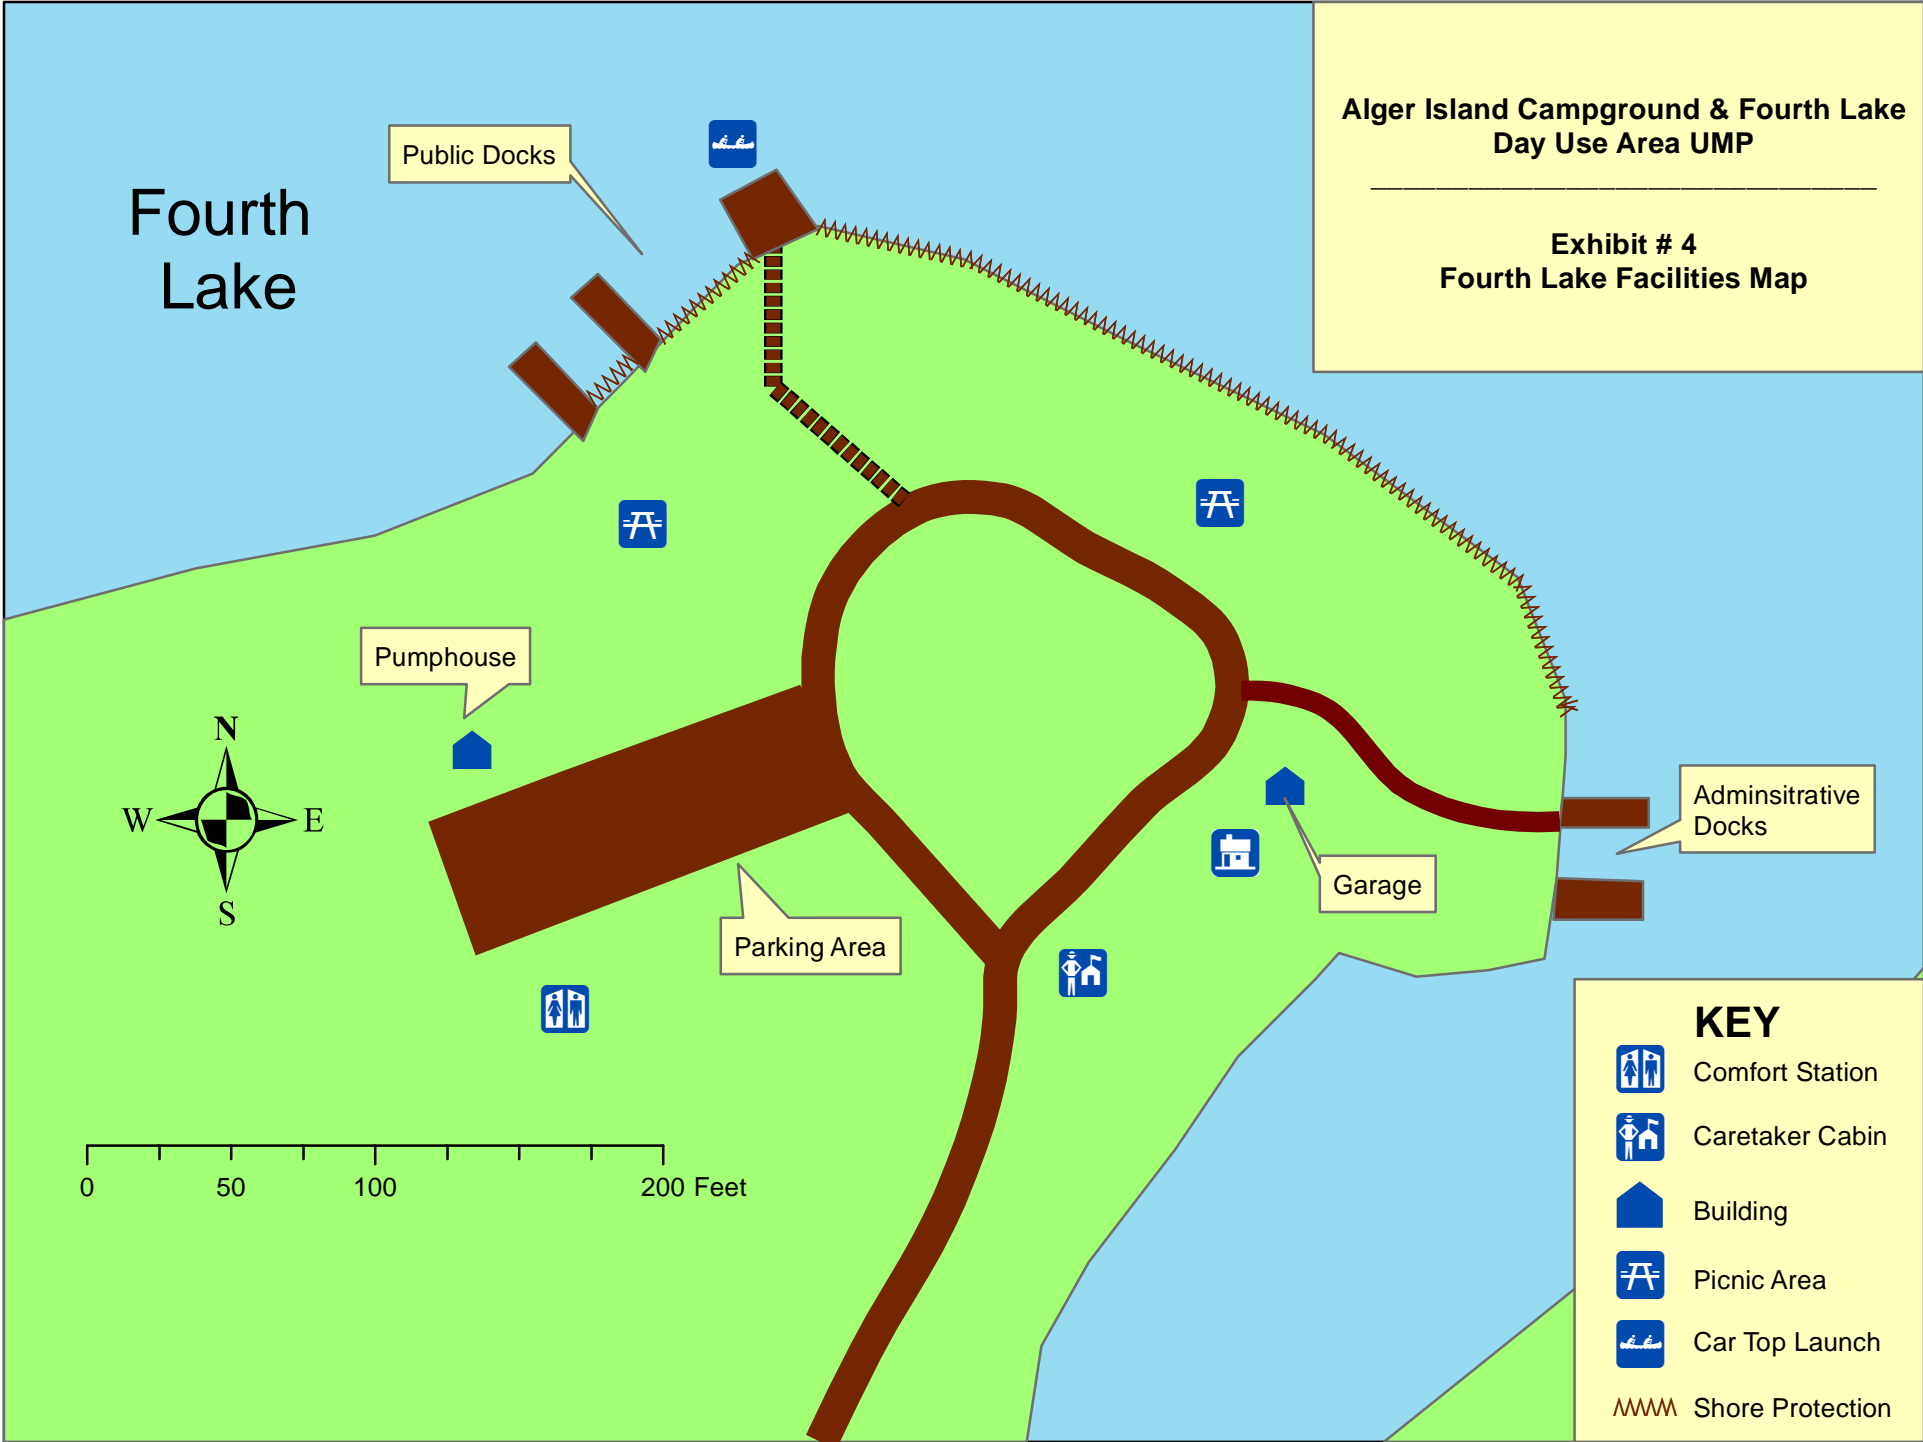 Alger Island Campground & Fourth Lake
Day Use Area UMP
Exhibit # 4
Fourth Lake Facilities Map
Public Docks
Fourth
Lake
Pumphouse
N
W
E
S
Adminsitrative
Docks
Garage
Parking Area
0
50
100
200 Feet
KEY
Comfort Station
Caretaker Cabin
Building
Picnic Area
Car Top Launch
Shore Protection